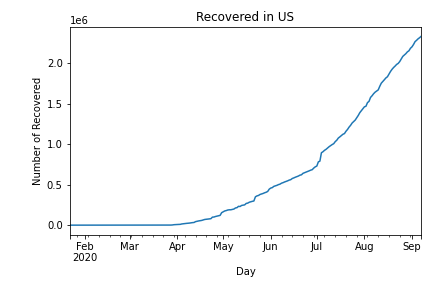 Recovered in US
1e6
2.0
1.5
1.0
0.5
0.0
Number of Recovered
Feb Mar Apr May Jun Jul Aug Sep
2020
Day